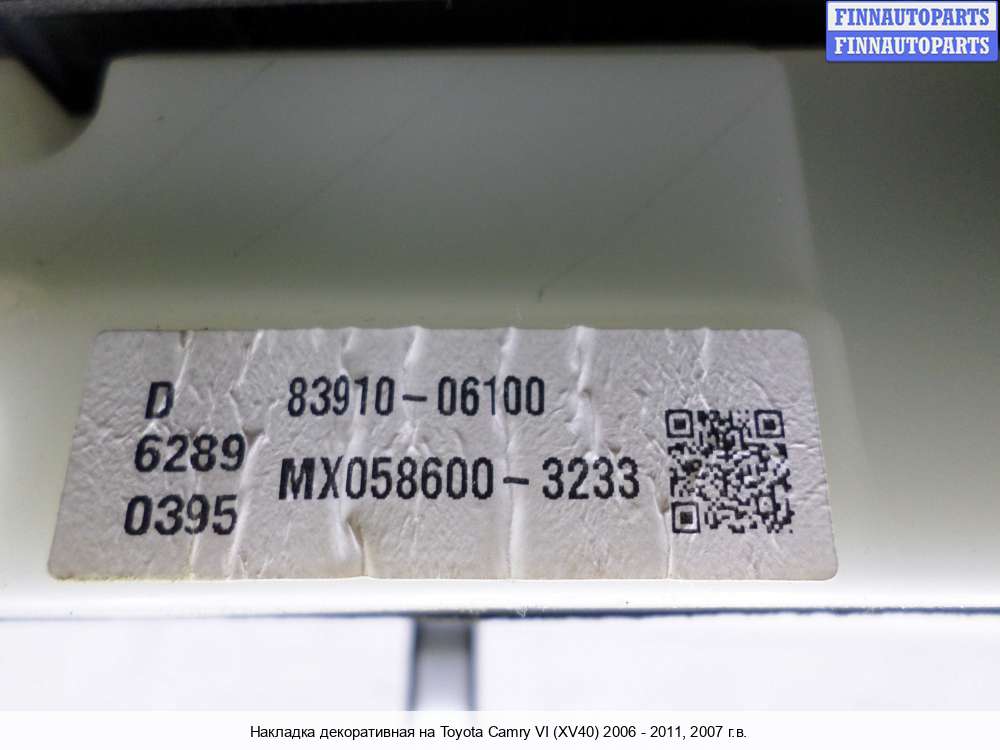 FINNAUTOPARTS
FINNAUTOPARTS
D 83910-06100
6289
MX058600-3233
0395
Накладка декоративная на Toyota Camry VI (XV40) 2006 - 2011, 2007 г.в.